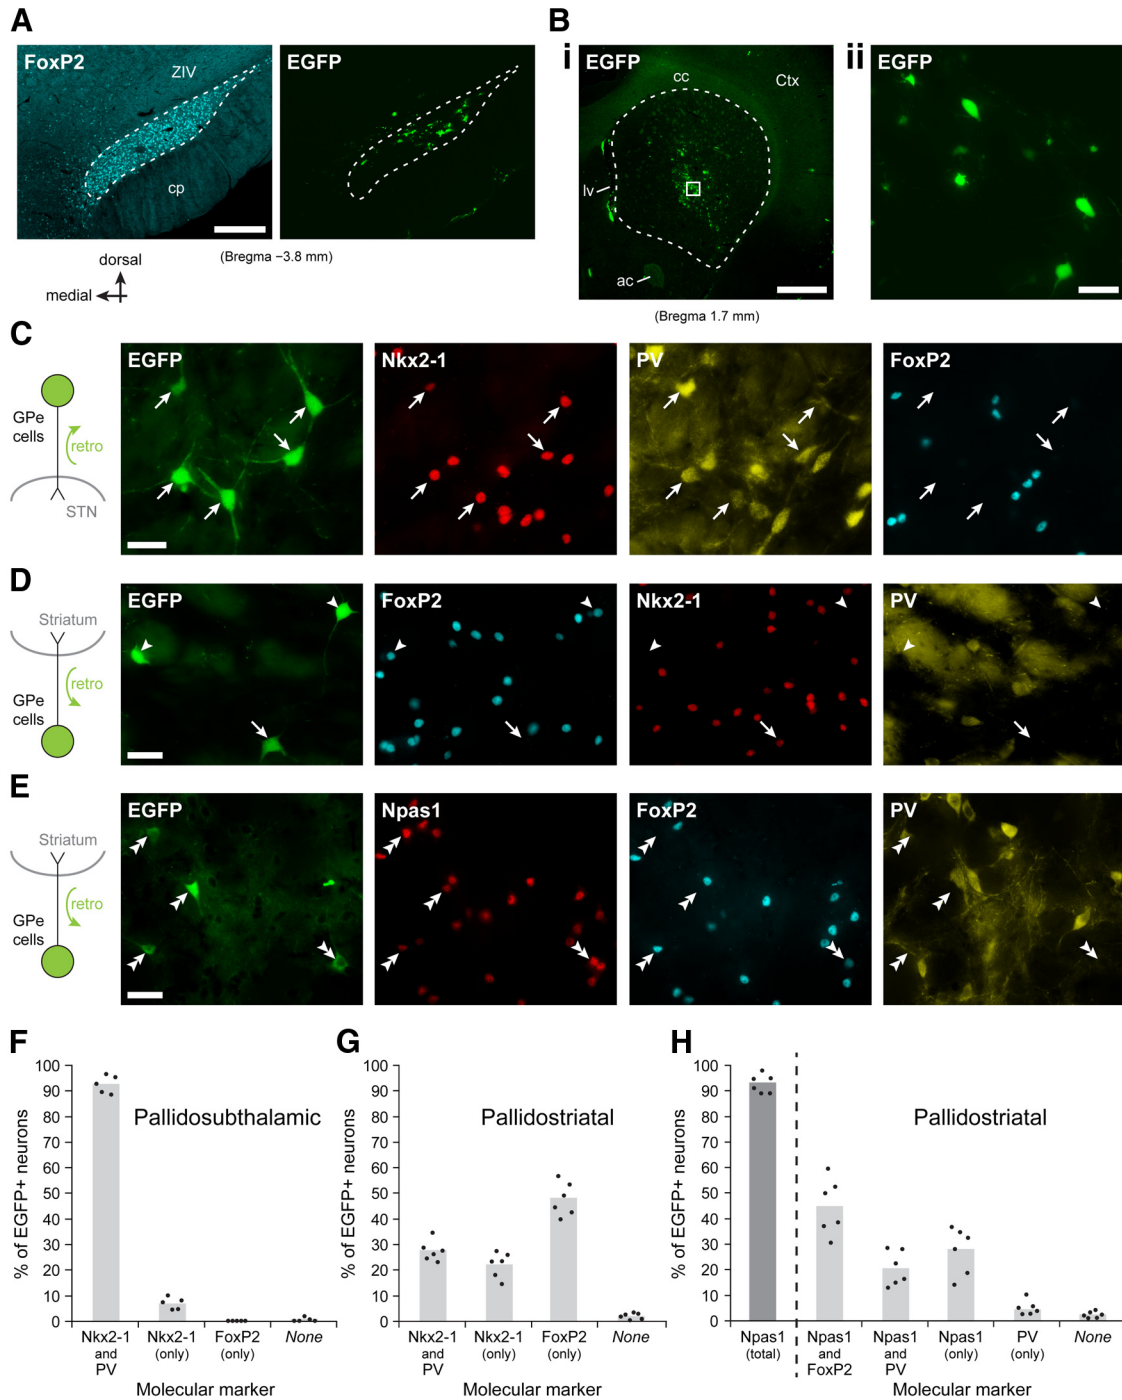 A
FoxP2
ZIV
cp
EGFP
(Bregma −3.8 mm)
dorsal
medial
B
i
EGFP
cc
Ctx
lv
ac
(Bregma 1.7 mm)
ii
EGFP
C
GPe
cells
retro
STN
EGFP
Nkx2-1
PV
FoxP2
D
Striatum
retro
GPe
cells
EGFP
FoxP2
Nkx2-1
PV
E
Striatum
retro
GPe
cells
EGFP
Npas1
FoxP2
PV
F
% of EGFP+ neurons
100
90
80
70
60
50
40
30
20
10
0
Pallidosubthalamic
Nkx2-1
and
PV
Nkx2-1
(only)
FoxP2
(only)
None
Molecular marker
G
% of EGFP+ neurons
100
90
80
70
60
50
40
30
20
10
0
Pallidostriatal
Nkx2-1
and
PV
Nkx2-1
(only)
FoxP2
(only)
None
Molecular marker
H
% of EGFP+ neurons
100
90
80
70
60
50
40
30
20
10
0
Pallidostriatal
Npas1
(total)
Npas1
and
FoxP2
Npas1
and
PV
Npas1
(only)
PV
(only)
None
Molecular marker